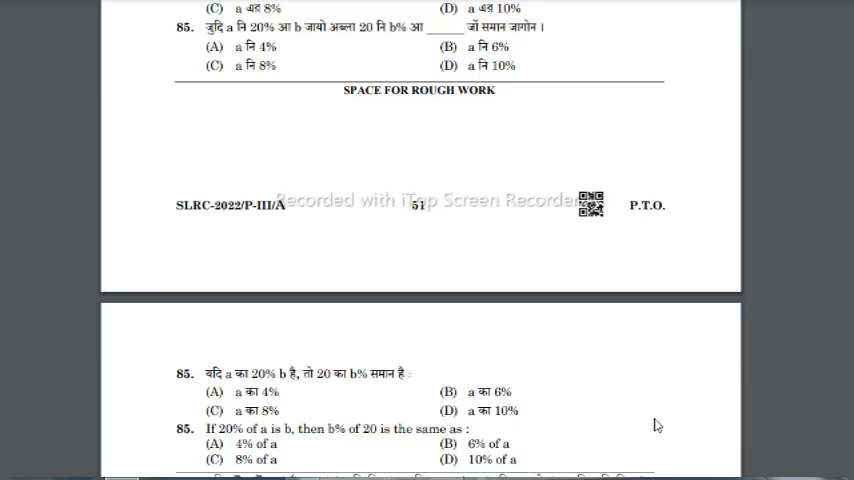 (C) a এর 8% (D) a এর 10%
85. जुदि a नि 20% आ b जायो अब्ला 20 नि b% आ ______ जों समान जागोन ।
(A) a नि 4% (B) a नि 6%
(C) a नि 8% (D) a नि 10%
SPACE FOR ROUGH WORK
Recorded with iTop Screen Recorder
SLRC-2022/P-III/A 51 P.T.O.
85. यदि a का 20% b है, तो 20 का b% समान है :
(A) a का 4% (B) a का 6%
(C) a का 8% (D) a का 10%
85. If 20% of a is b, then b% of 20 is the same as :
(A) 4% of a (B) 6% of a
(C) 8% of a (D) 10% of a